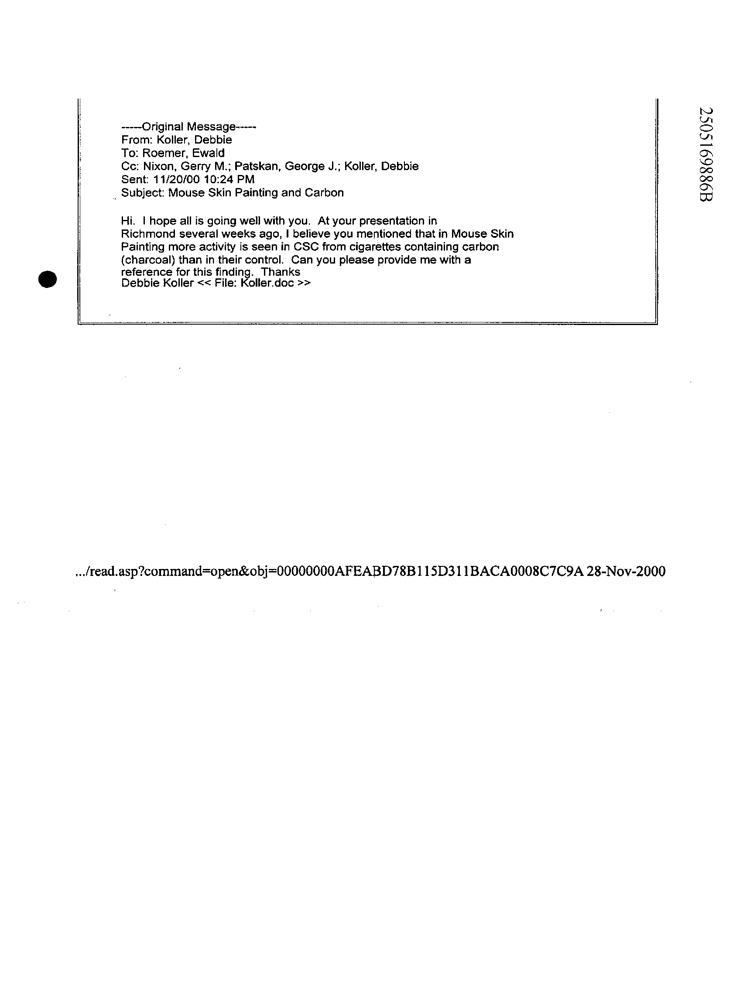 -----Original Message-----
From: Koller, Debbie
To: Roemer, Ewald
Cc: Nixon, Gerry M.; Patskan, George J.; Koller, Debbie
Sent: 11/20/00 10:24 PM
Subject: Mouse Skin Painting and Carbon
Hi. I hope all is going well with you. At your presentation in
Richmond several weeks ago, I believe you mentioned that in Mouse Skin
Painting more activity is seen in CSC from cigarettes containing carbon
(charcoal) than in their control. Can you please provide me with a
reference for this finding. Thanks
Debbie Koller << File: Koller.doc >>
2505169886B
.../read.asp?command=open&obj=00000000AFEABD78B115D311BACA0008C7C9A 28-Nov-2000